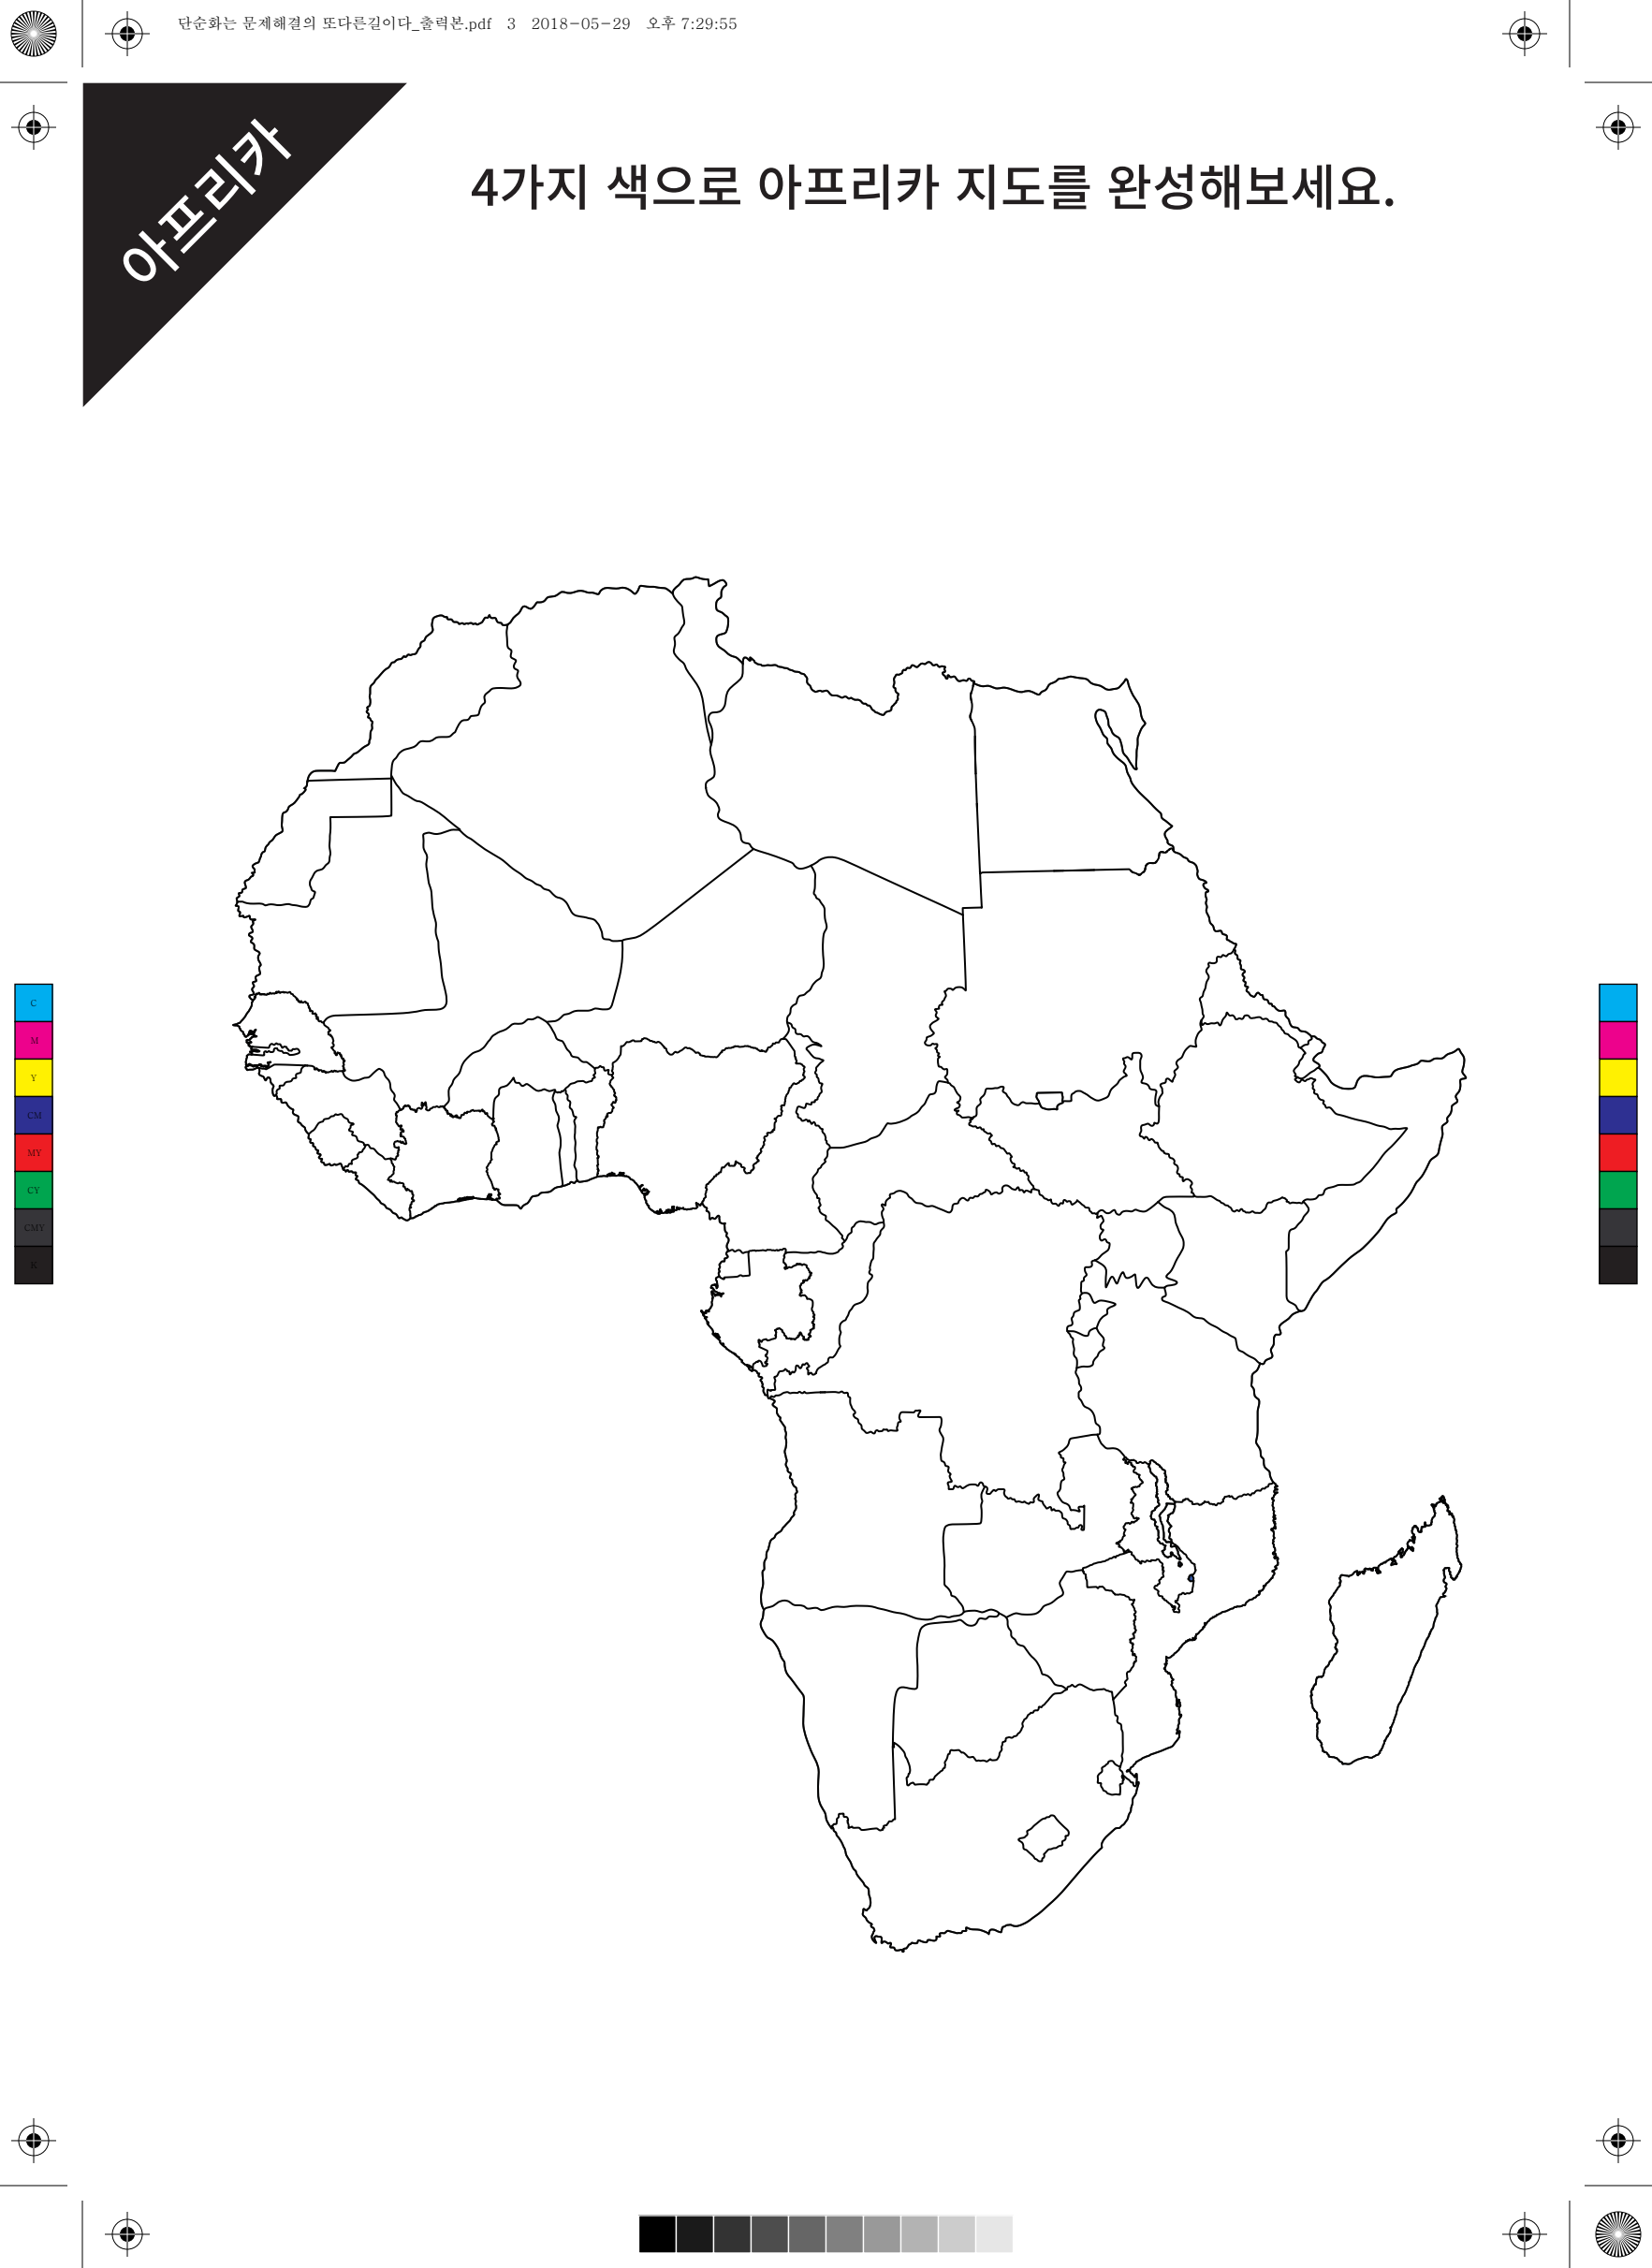 단순화는 문제해결의 또다른길이다_출력본.pdf 3 2018-05-29 오후 7:29:55
아프리카
4가지 색으로 아프리카 지도를 완성해보세요.
C
M
Y
CM
MY
CY
CMY
K